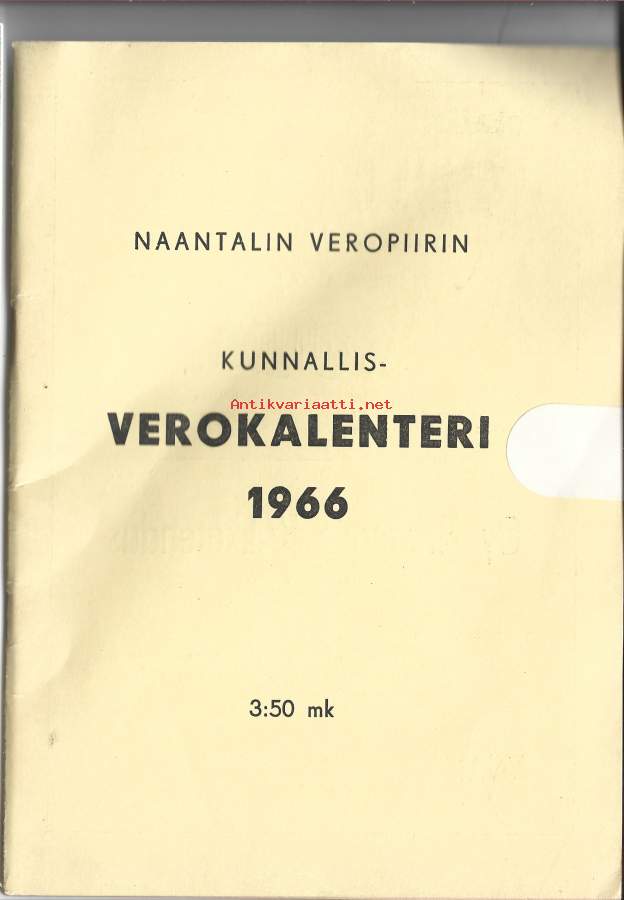 NAANTALIN VEROPIIRIN
KUNNALLIS-
Antikvariaatti.net
VEROKALENTERI
1966
3:50 mk